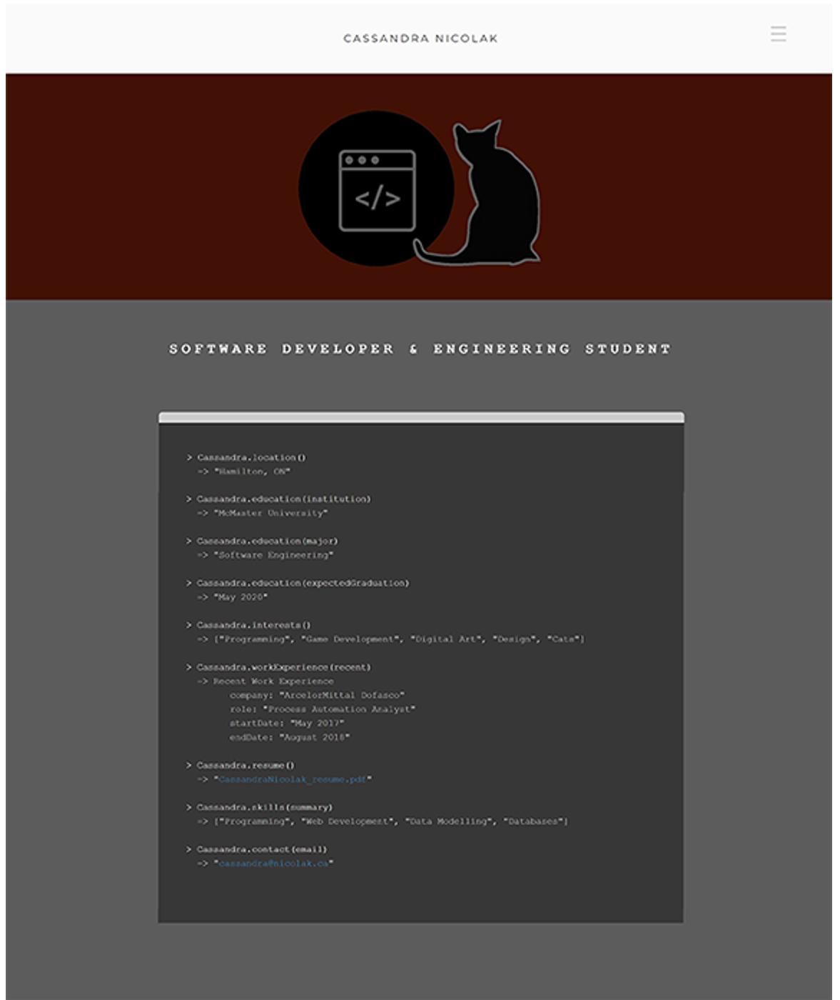 CASSANDRA NICOLAK
</>
SOFTWARE DEVELOPER & ENGINEERING STUDENT
> Cassandra.location()
-> "Hamilton, ON"
> Cassandra.education(institution)
-> "McMaster University"
> Cassandra.education(major)
-> "Software Engineering"
> Cassandra.education(expectedGraduation)
-> "May 2020"
> Cassandra.interests()
-> ["Programming", "Game Development", "Digital Art", "Design", "Cats"]
> Cassandra.workExperience(recent)
-> Recent Work Experience
company: "ArcelorMittal Dofasco"
role: "Process Automation Analyst"
startDate: "May 2017"
endDate: "August 2018"
> Cassandra.resume()
-> "CassandraNicolak_resume.pdf"
> Cassandra.skills(summary)
-> ["Programming", "Web Development", "Data Modelling", "Databases"]
> Cassandra.contact(email)
-> "cassandra@nicolak.ca"